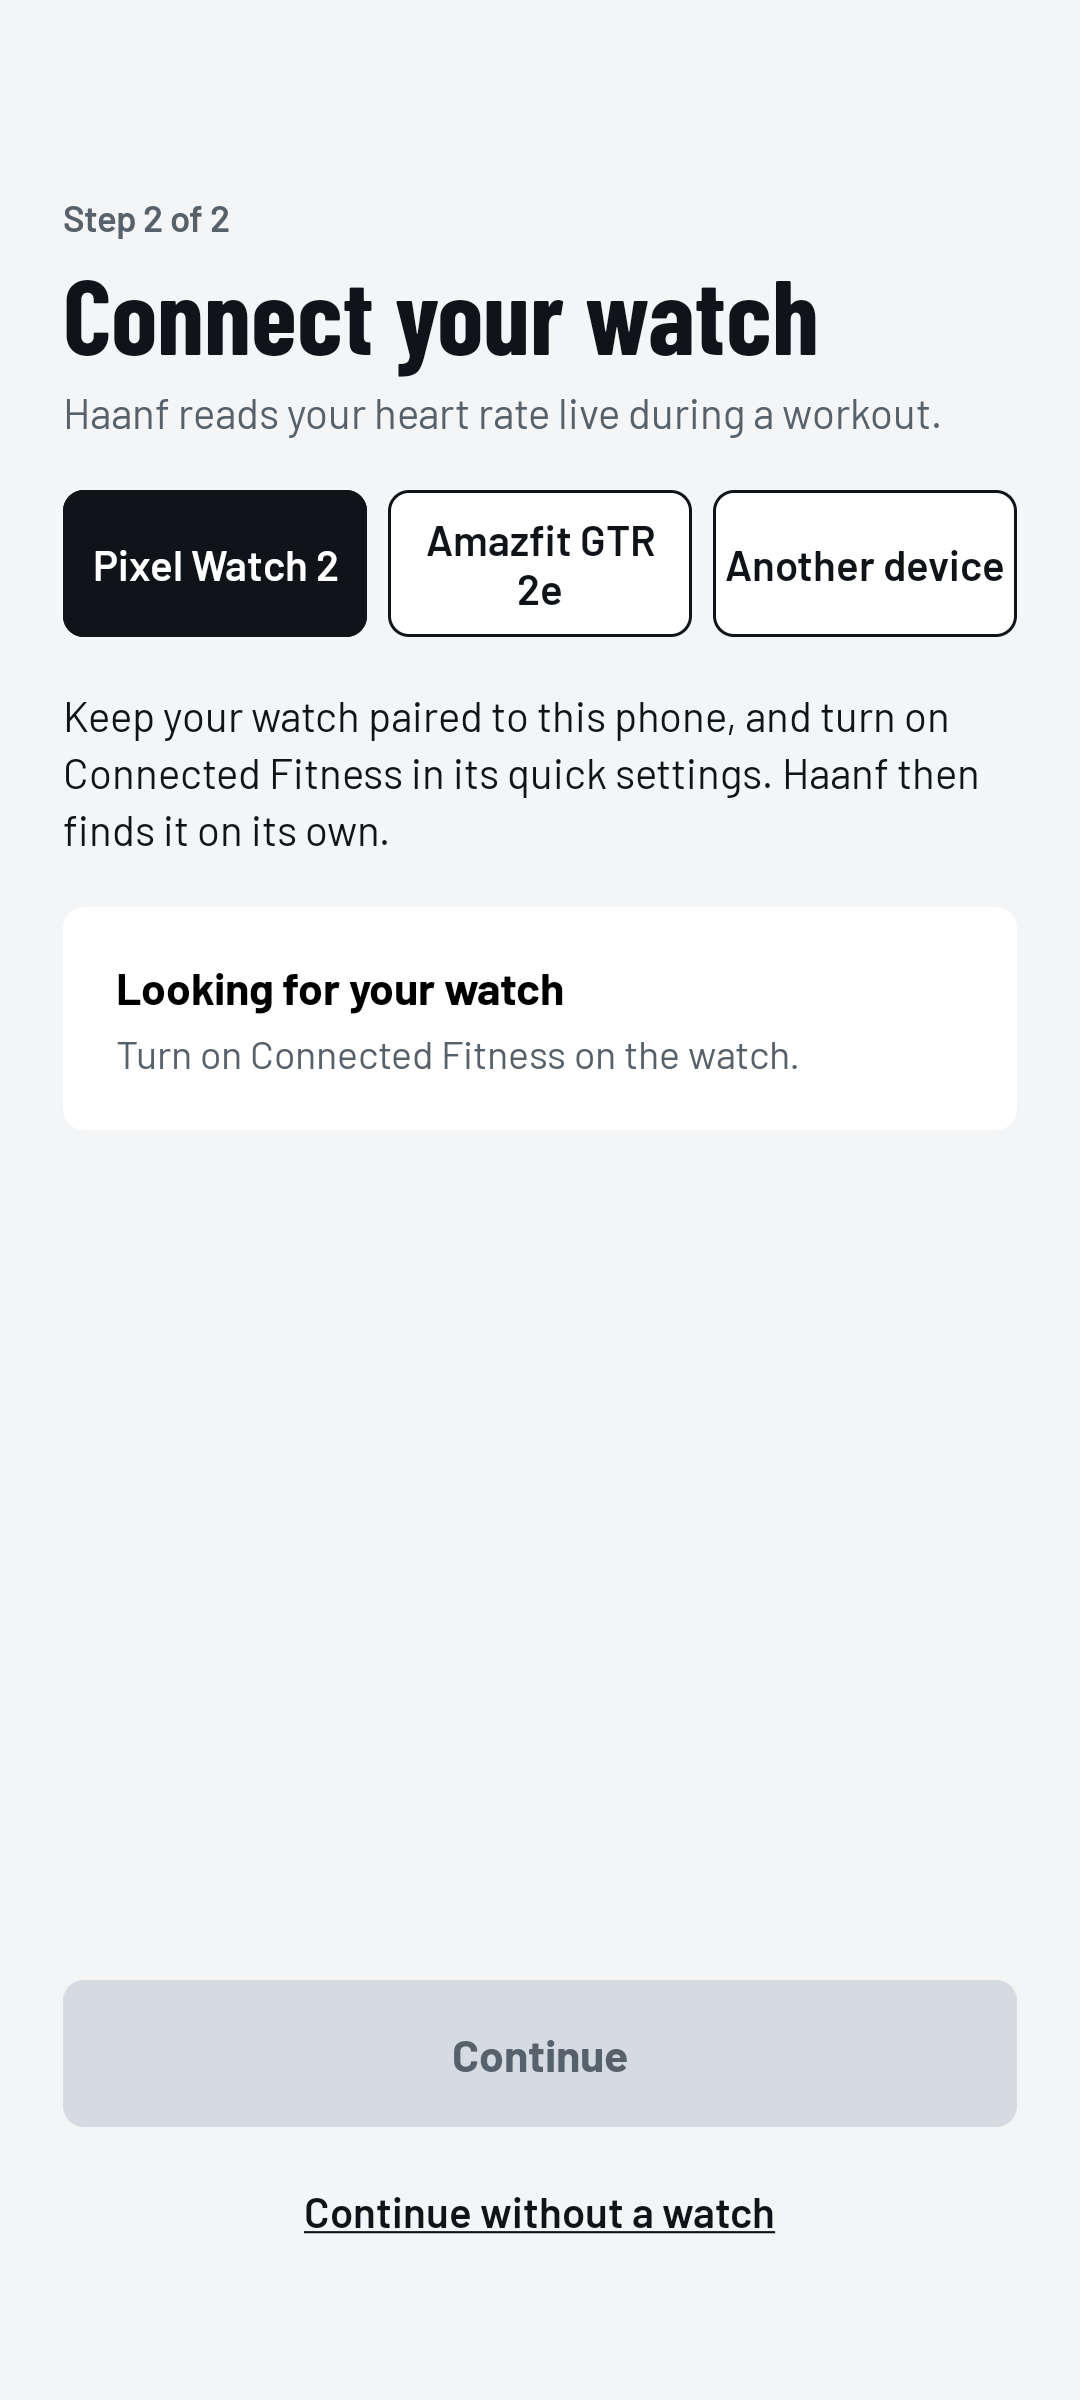 Step 2 of 2
Connect your watch
Haanf reads your heart rate live during a workout.
Pixel Watch 2
Amazfit GTR
2e
Another device
Keep your watch paired to this phone, and turn on
Connected Fitness in its quick settings. Haanf then
finds it on its own.
Looking for your watch
Turn on Connected Fitness on the watch.
Continue
Continue without a watch